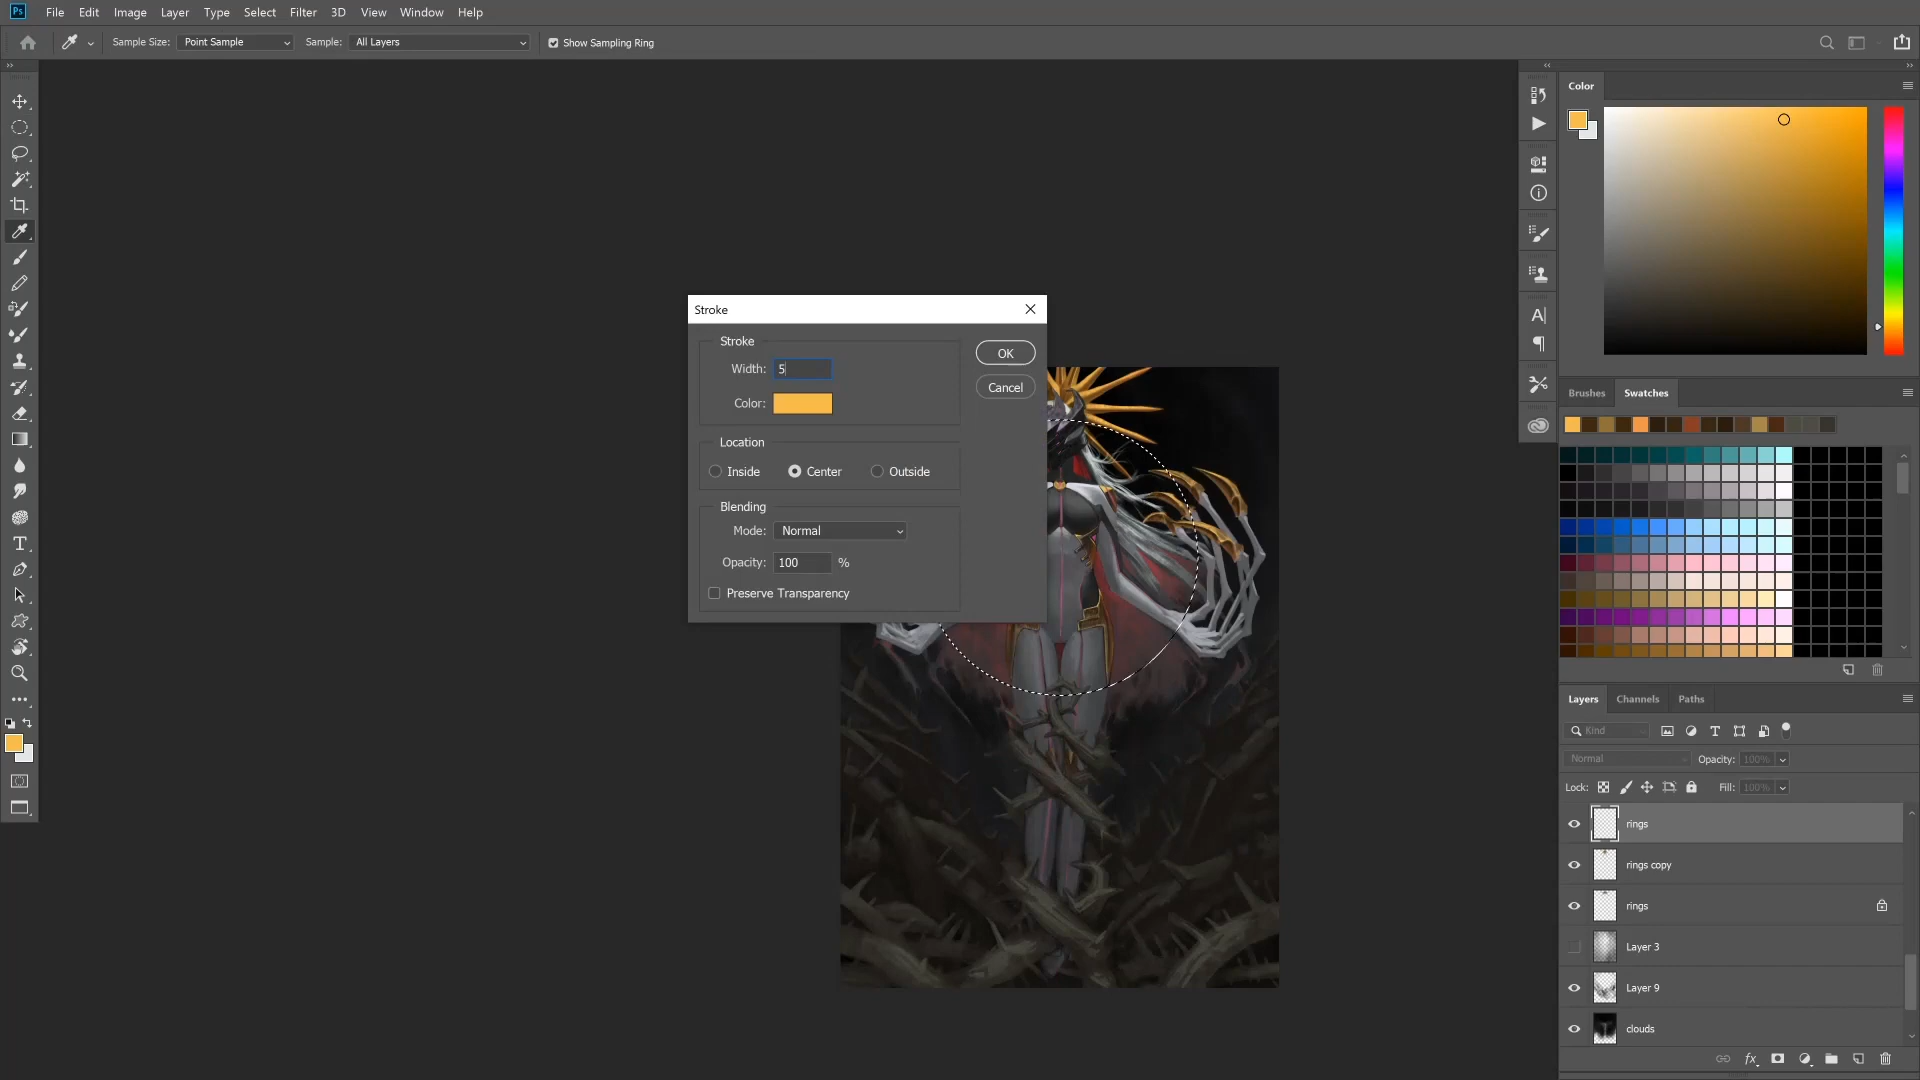 Ps File Edit Image Layer Type Select Filter 3D View Window Help
Sample Size: Point Sample Sample: All Layers Show Sampling Ring
Color
Stroke
Stroke
Width: 5
OK
Color:
Cancel
Location
Inside Center Outside
Blending
Mode: Normal
Opacity: 100 %
Preserve Transparency
Brushes Swatches
Layers Channels Paths
Kind
Normal Opacity: 100%
Lock: Fill: 100%
rings
rings copy
rings
Layer 3
Layer 9
clouds
fx